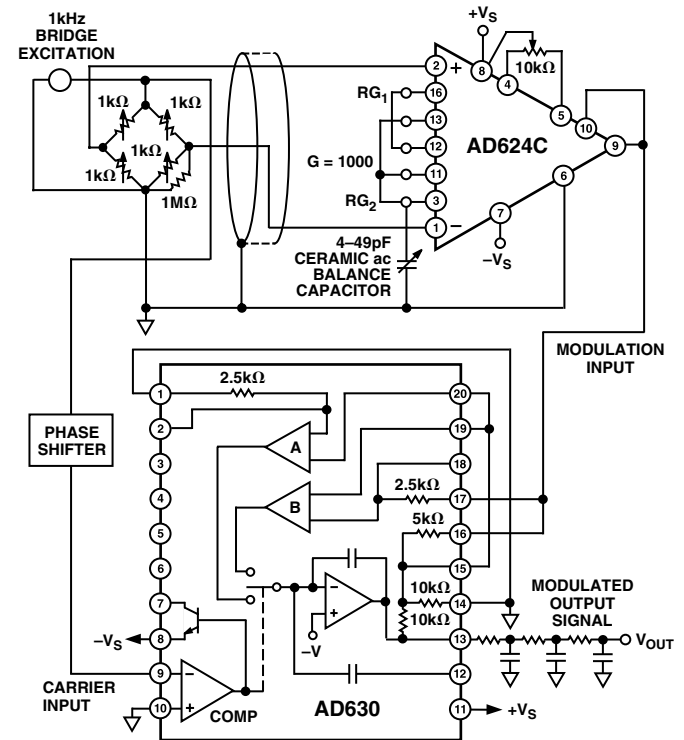 1kHz
BRIDGE
EXCITATION
1kΩ
1kΩ
1kΩ
1kΩ
1MΩ
+VS
10kΩ
2
+
8
4
5
10
9
6
7
–VS
16
RG1
13
12
G = 1000
11
3
RG2
1
–
AD624C
4–49pF
CERAMIC ac
BALANCE
CAPACITOR
MODULATION
INPUT
PHASE
SHIFTER
1
2.5kΩ
20
2
19
A
3
18
4
B
2.5kΩ
17
5
5kΩ
16
6
15
7
10kΩ
14
–
+
–V
10kΩ
–VS
8
13
MODULATED
OUTPUT
SIGNAL
VOUT
9
–
12
CARRIER
INPUT
10
+
COMP
AD630
11
+VS